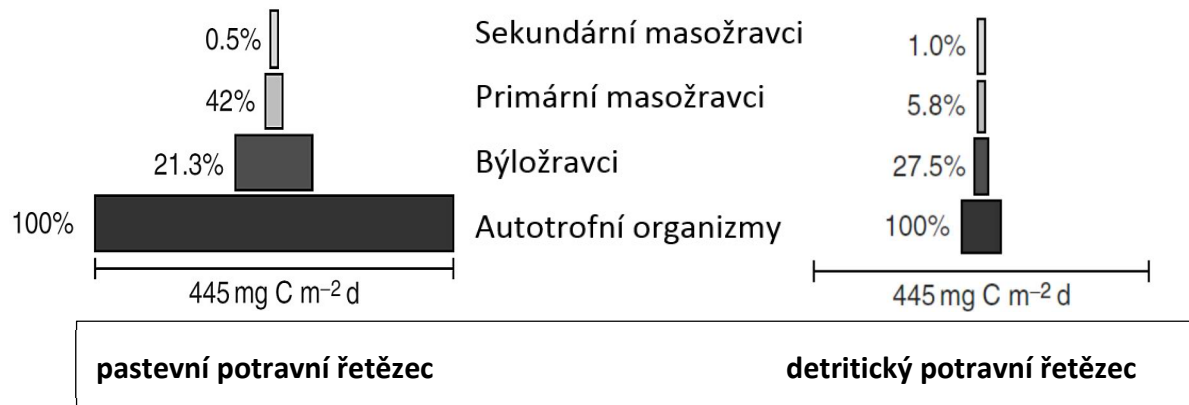 0.5% Sekundární masožravci 1.0%
42% Primární masožravci 5.8%
21.3% Býložravci 27.5%
100% Autotrofní organizmy 100%
445 mg C m–2 d 445 mg C m–2 d
pastevní potravní řetězec detritický potravní řetězec